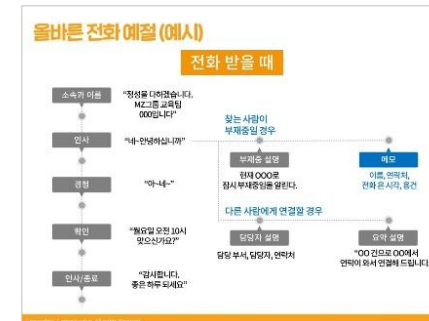 올바른 전화 예절 (예시)
전화 받을 때
소속과 이름
"정성을 다하겠습니다.
MZ그룹 교육팀
000입니다"
인사
"네~안녕하십니까"
경청
"아~네~"
확인
"월요일 오전 10시
맞으신가요?"
인사/종료
"감사합니다.
좋은 하루 되세요"
찾는 사람이
부재중일 경우
부재중 설명
현재 OOO로
잠시 부재중임을 알린다.
메모
이름, 연락처,
전화 온 시각, 용건
다른 사람에게 연결할 경우
담당자 설명
담당 부서, 담당자, 연락처
요약 설명
"OO 건으로 OO에서
연락이 와서 연결해 드립니다.